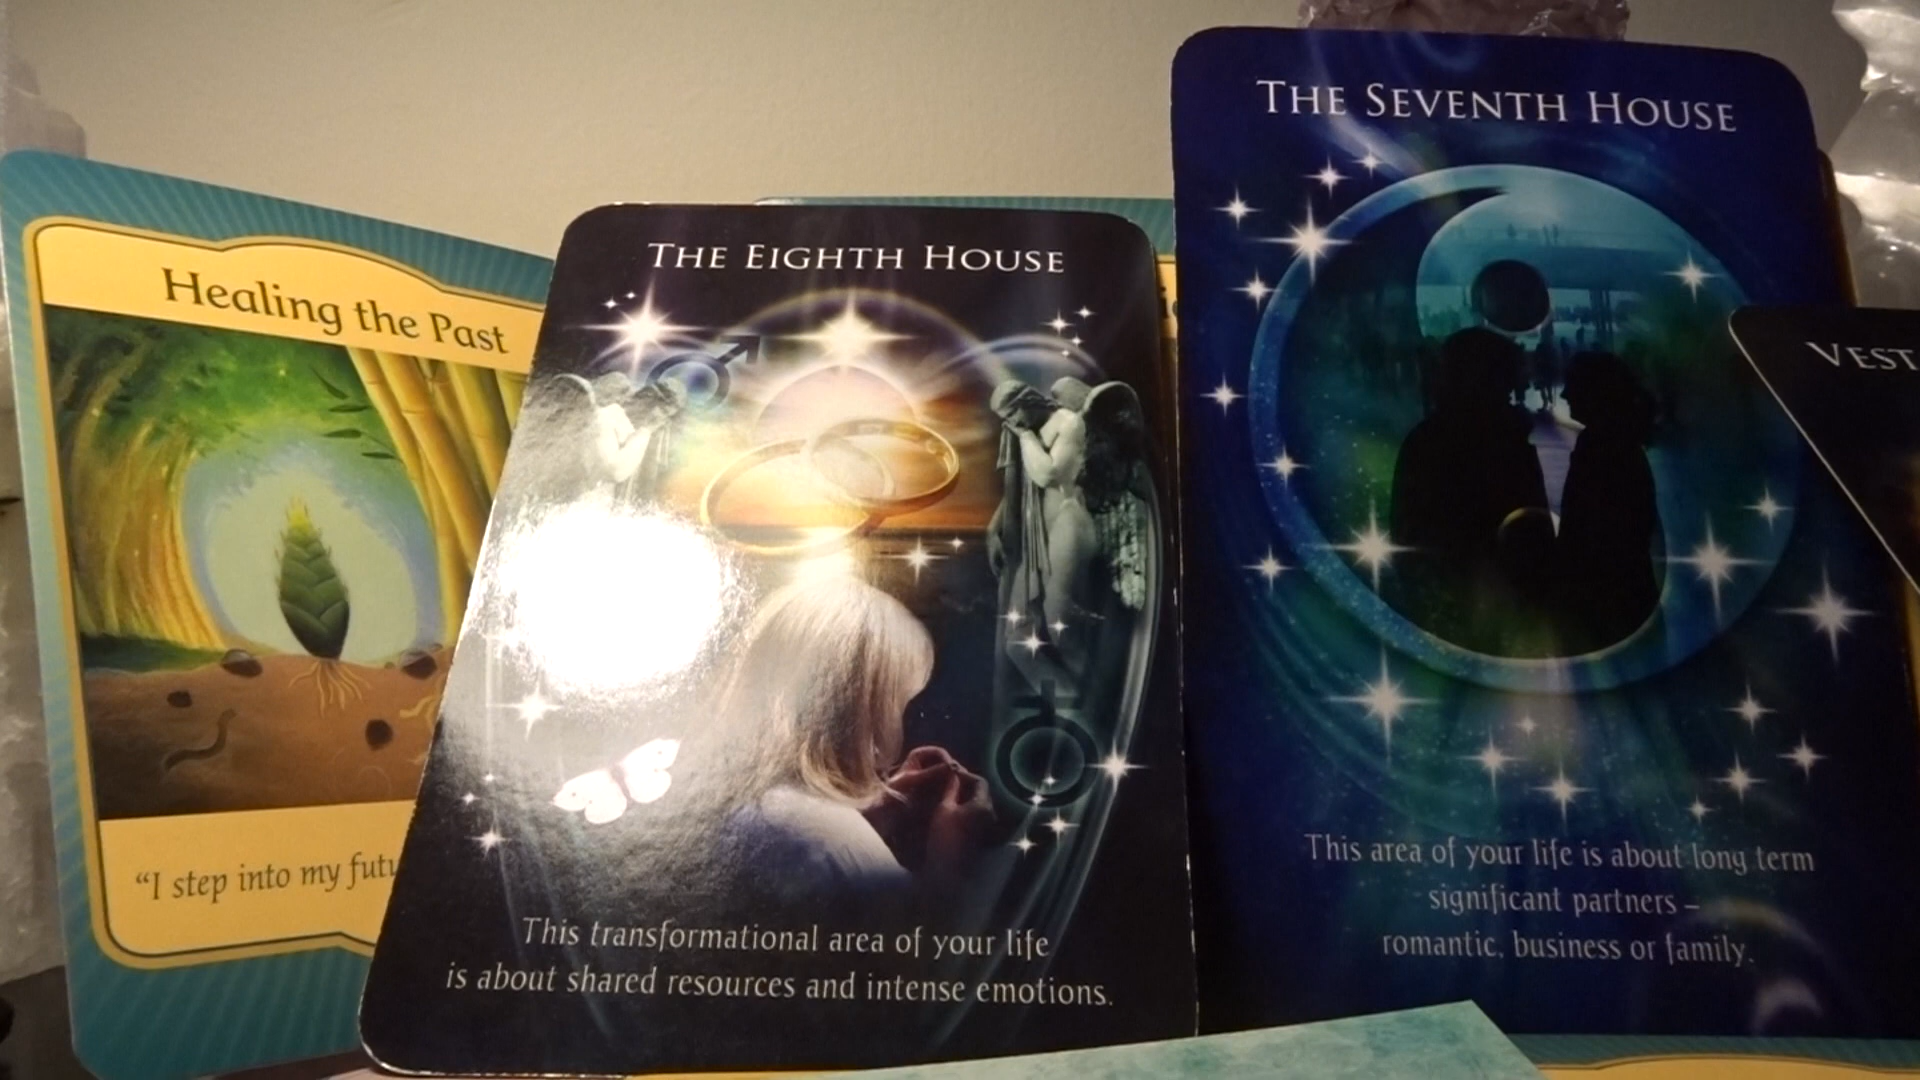 Healing the Past
"I step into my
THE EIGHTH HOUSE
This transformational area of your life
is about shared resources and intense emotions.
THE SEVENTH HOUSE
This area of your life is about long term
significant partners –
romantic, business or family.